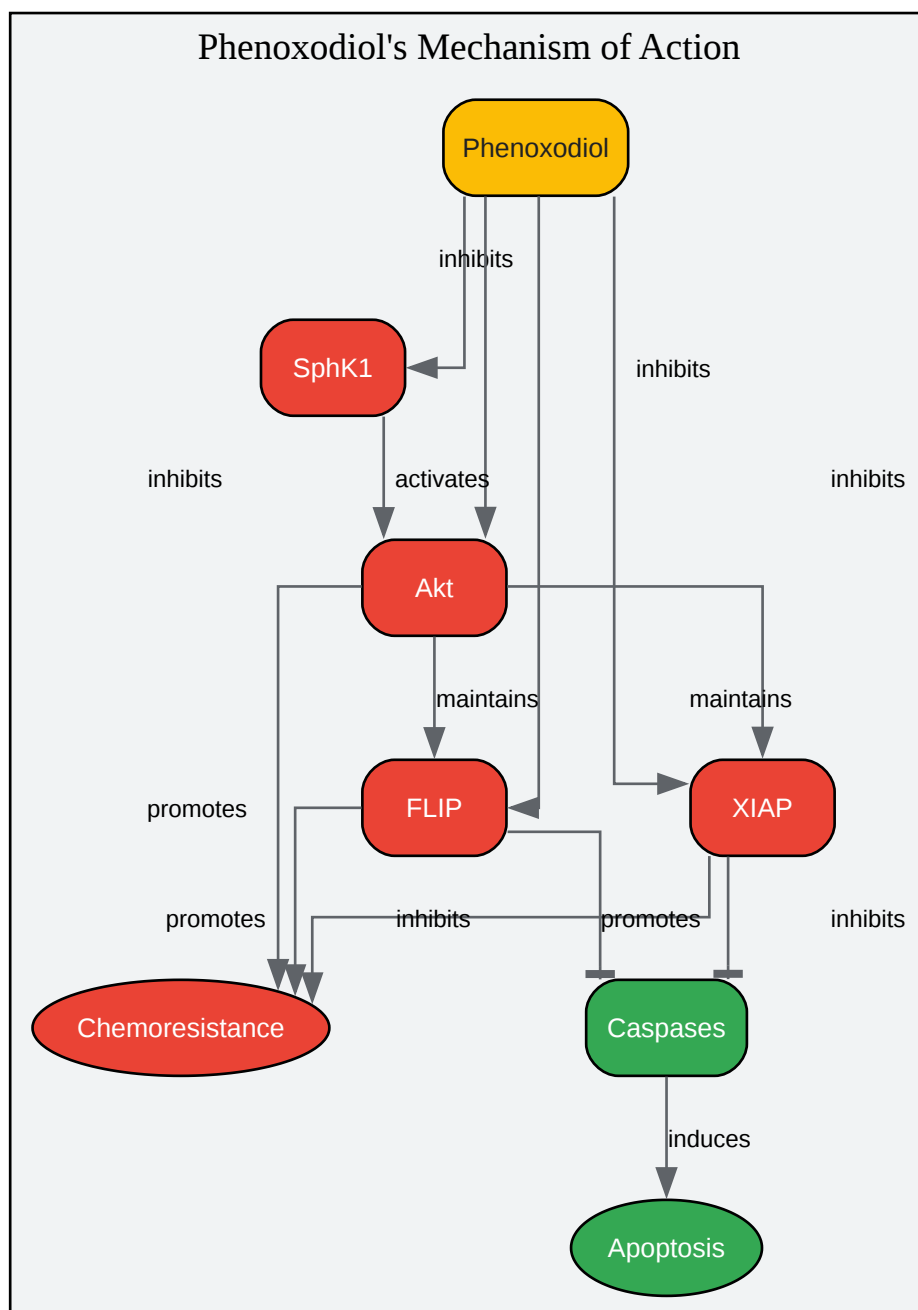 Phenoxodiol's Mechanism of Action
Phenoxodiol
inhibits
SphK1
inhibits
inhibits
activates
inhibits
Akt
maintains
maintains
FLIP
XIAP
promotes
promotes
inhibits
promotes
inhibits
Chemoresistance
Caspases
induces
Apoptosis